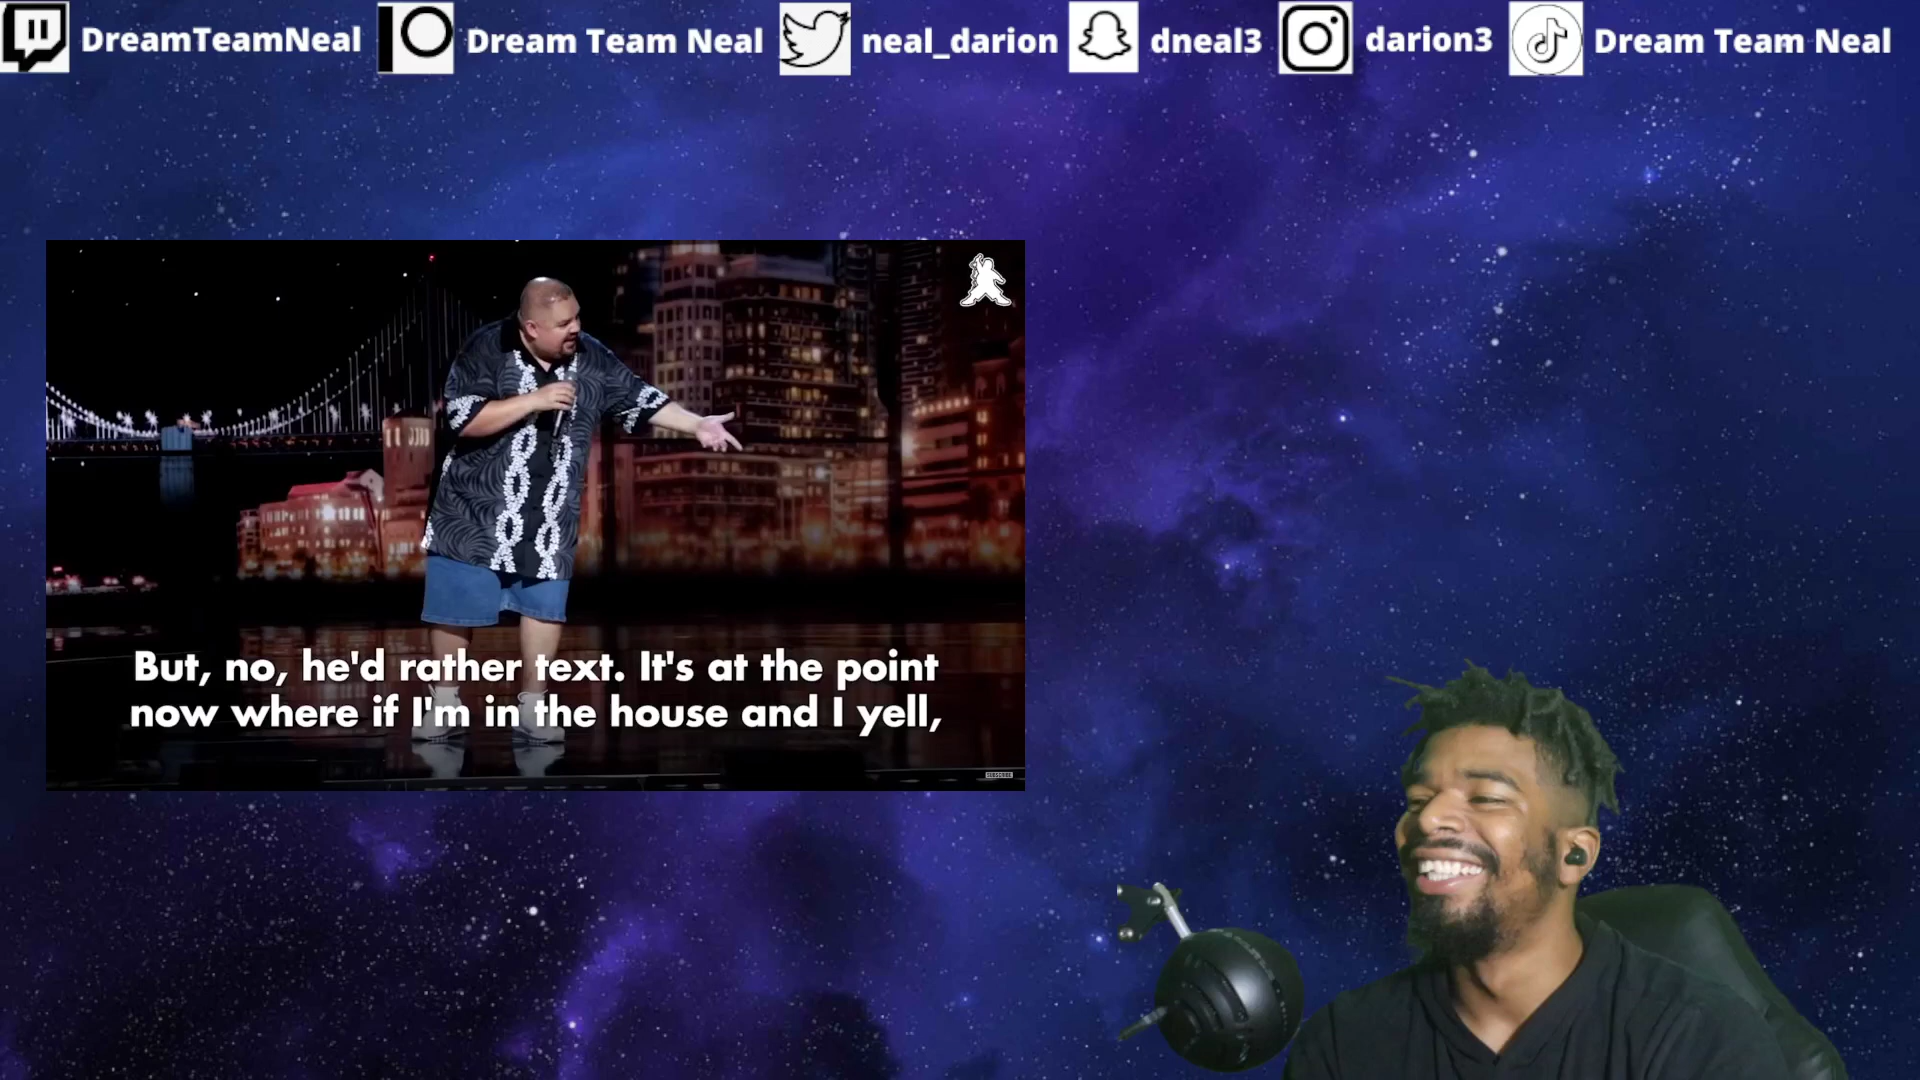 DreamTeamNeal
Dream Team Neal
neal_darion
dneal3
darion3
Dream Team Neal
But, no, he'd rather text. It's at the point
now where if I'm in the house and I yell,
SUBSCRIBE